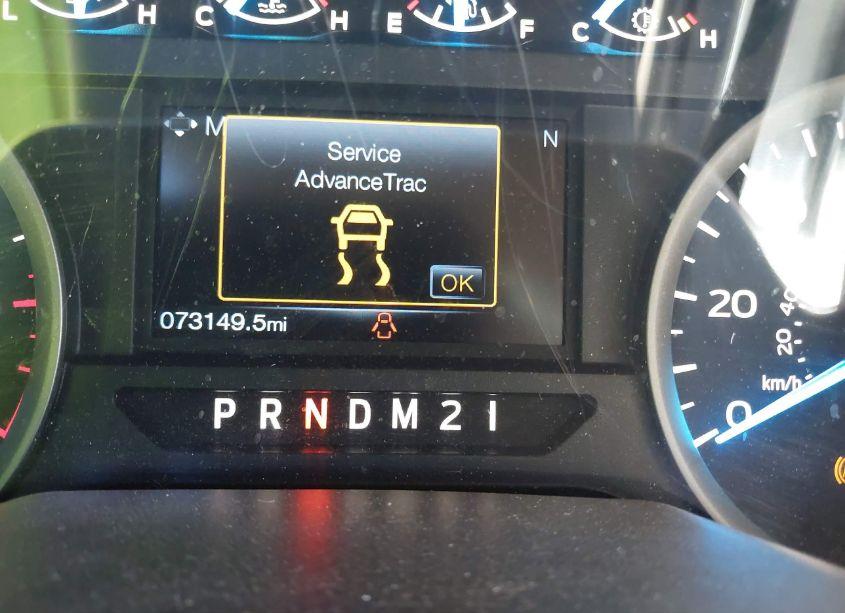 L H C H E F C H
M N
Service
AdvanceTrac
OK
073149.5mi
P R N D M 2 1
20
0
40
20
km/h